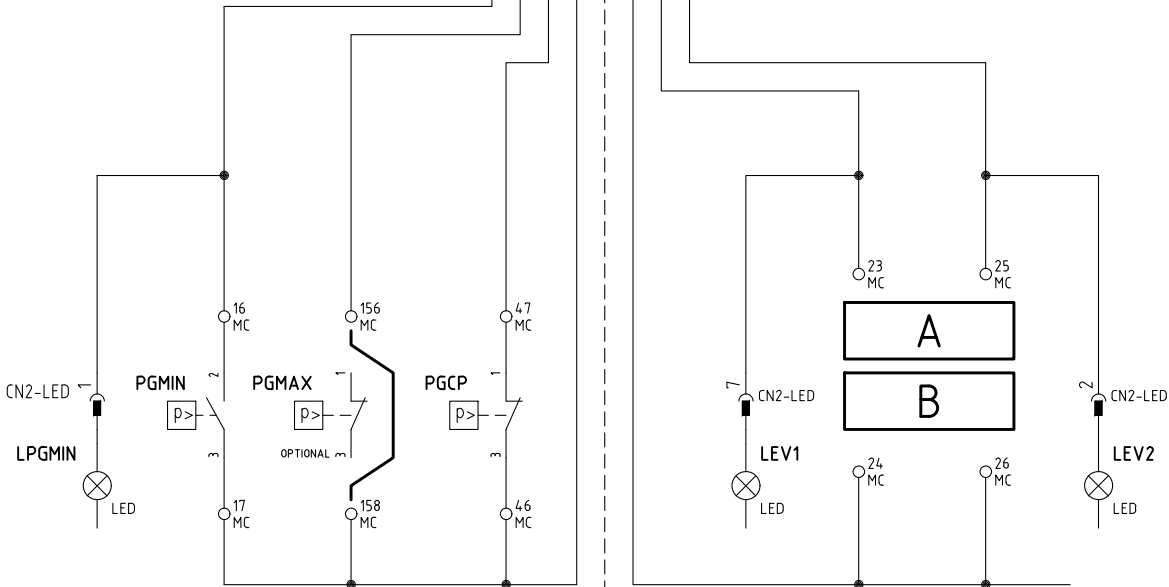 23
MC
25
MC
16
MC
156
MC
47
MC
A
B
CN2-LED
1
PGMIN
2
P>
3
PGMAX
1
P>
OPTIONAL
3
PGCP
1
P>
3
7
CN2-LED
2
CN2-LED
LPGMIN
LED
LEV1
LED
LEV2
LED
24
MC
26
MC
17
MC
158
MC
46
MC